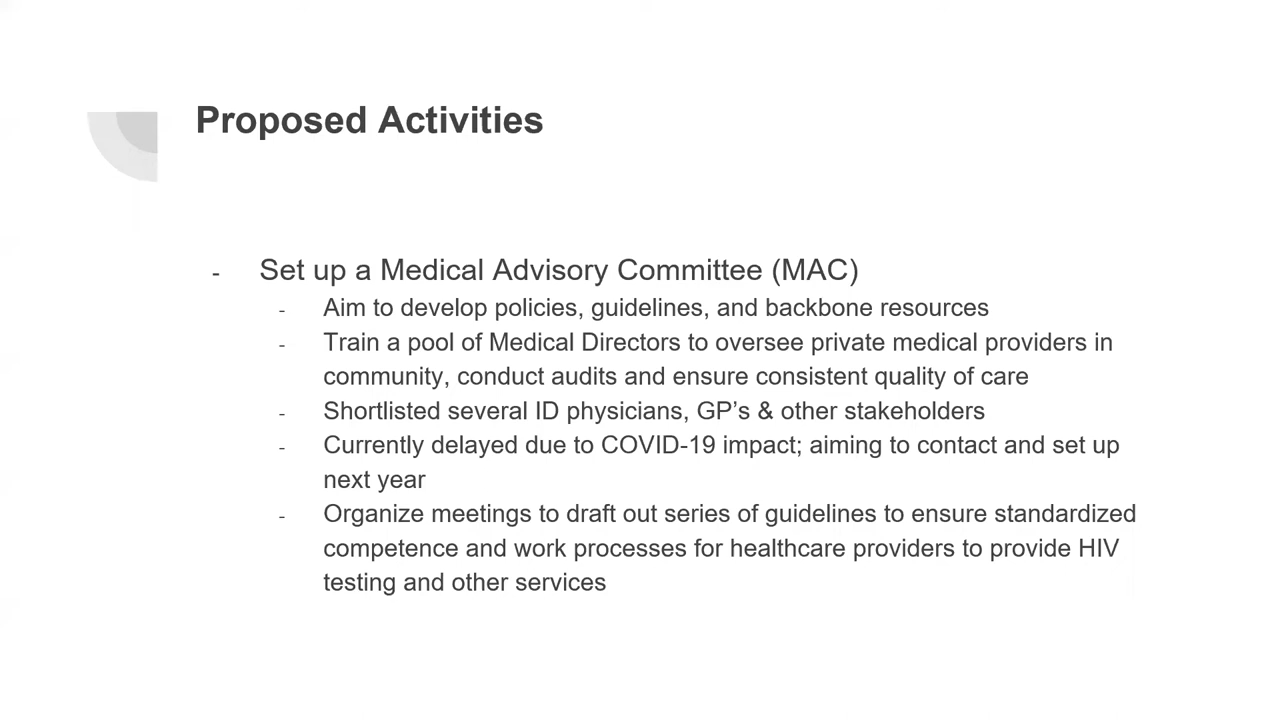 Proposed Activities
- Set up a Medical Advisory Committee (MAC)
- Aim to develop policies, guidelines, and backbone resources
- Train a pool of Medical Directors to oversee private medical providers in
community, conduct audits and ensure consistent quality of care
- Shortlisted several ID physicians, GP’s & other stakeholders
- Currently delayed due to COVID-19 impact; aiming to contact and set up
next year
- Organize meetings to draft out series of guidelines to ensure standardized
competence and work processes for healthcare providers to provide HIV
testing and other services